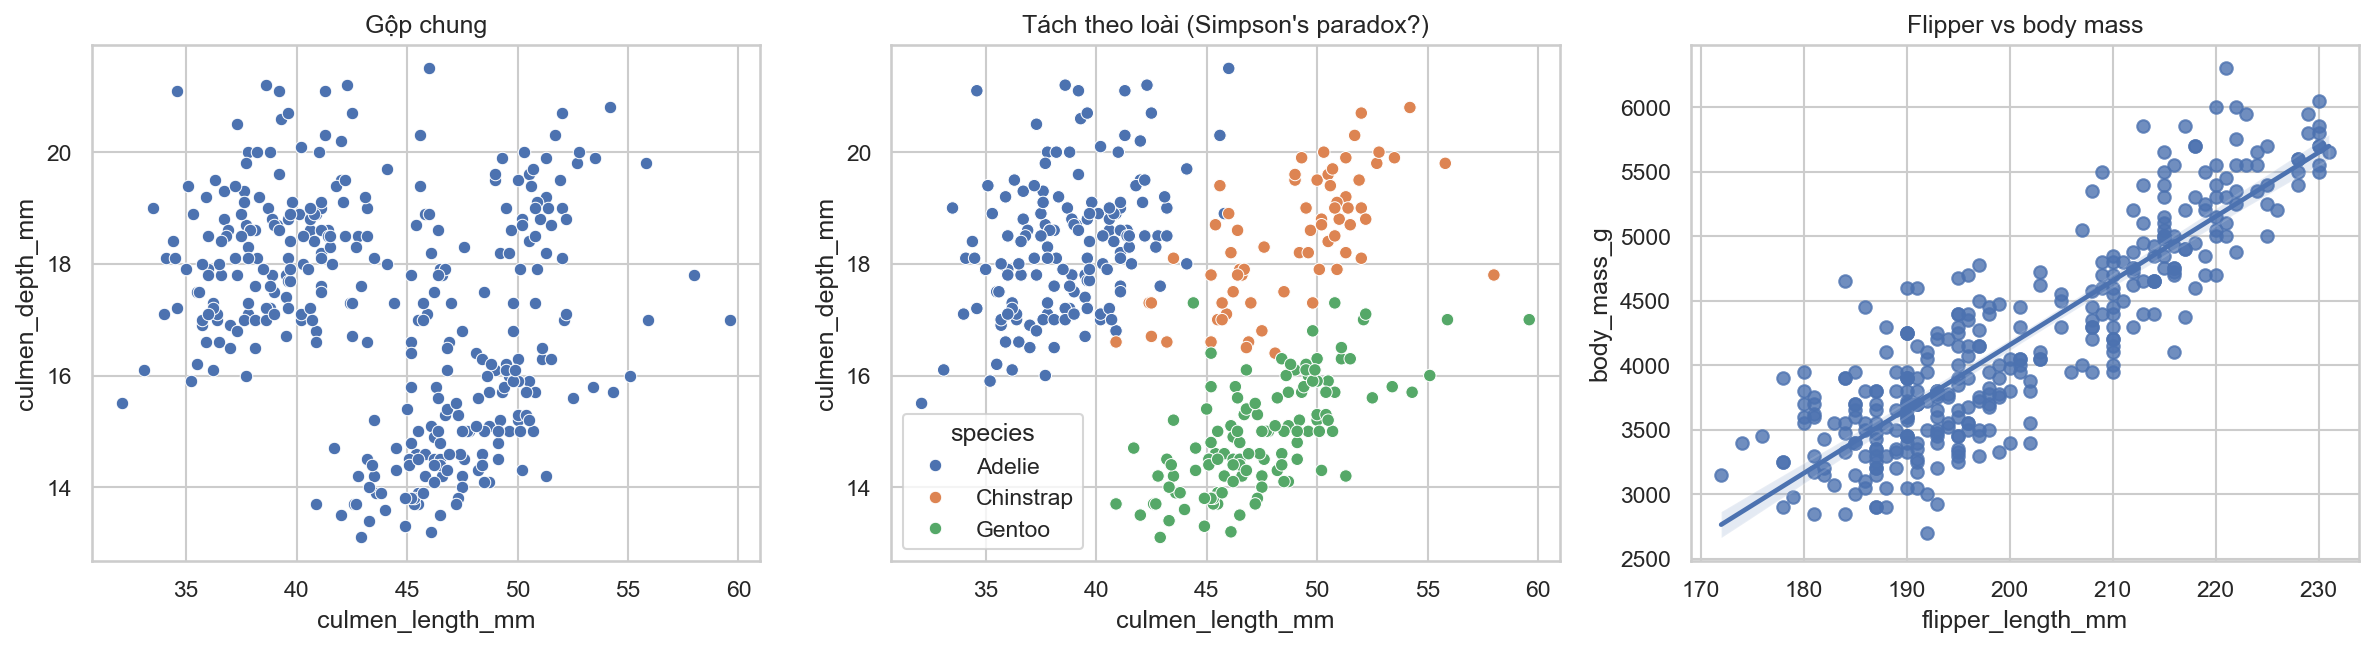 Gộp chung
20
18
16
14
culmen_depth_mm
35 40 45 50 55 60
culmen_length_mm
Tách theo loài (Simpson's paradox?)
20
18
16
14
culmen_depth_mm
species
Adelie
Chinstrap
Gentoo
35 40 45 50 55 60
culmen_length_mm
Flipper vs body mass
6000
5500
5000
4500
4000
3500
3000
2500
body_mass_g
170 180 190 200 210 220 230
flipper_length_mm